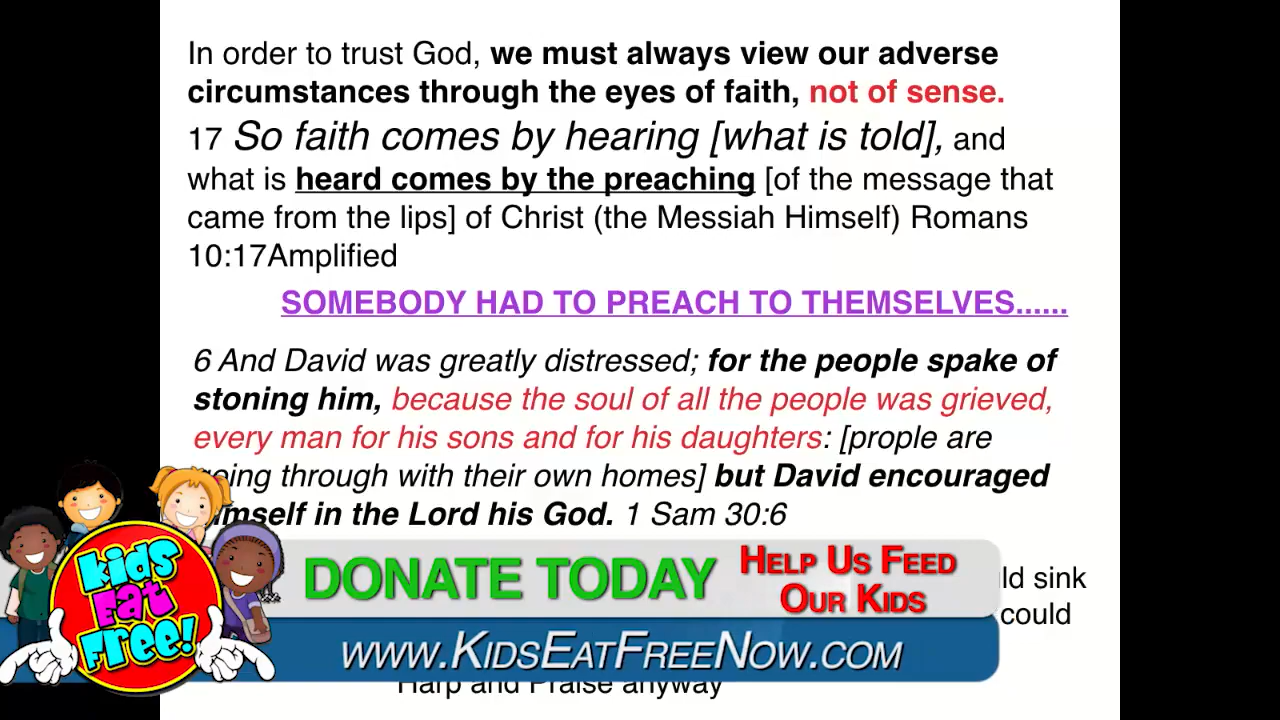 In order to trust God, we must always view our adverse
circumstances through the eyes of faith, not of sense.
17 So faith comes by hearing [what is told], and
what is heard comes by the preaching [of the message that
came from the lips] of Christ (the Messiah Himself) Romans
10:17Amplified
SOMEBODY HAD TO PREACH TO THEMSELVES......
6 And David was greatly distressed; for the people spake of
stoning him, because the soul of all the people was grieved,
every man for his sons and for his daughters: [prople are
through with their own homes] but David encouraged
in the Lord his God. 1 Sam 30:6
sink
could
Harp and Praise anyway
Kids
Eat
Free!
DONATE TODAY
HELP US FEED
OUR KIDS
WWW.KIDSEATFREENOW.COM